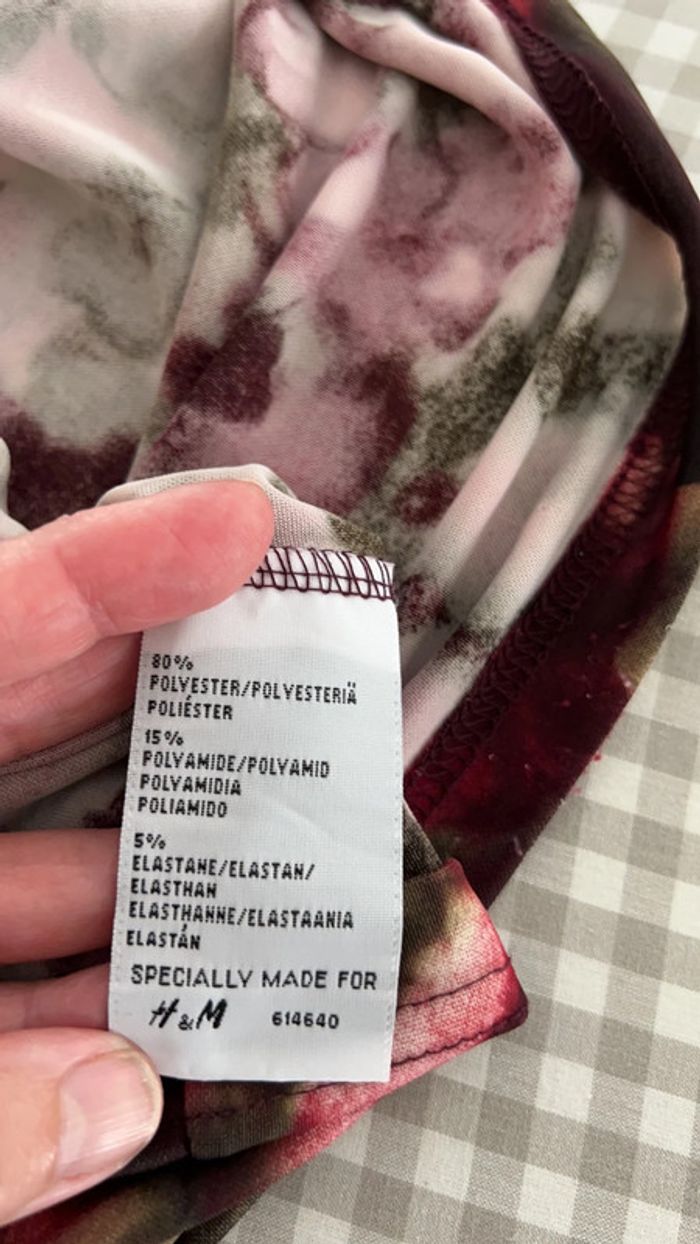 80%
POLYESTER/POLYESTERIÄ
POLIÉSTER
15%
POLYAMIDE/POLYAMID
POLYAMIDIA
POLIAMIDO
5%
ELASTANE/ELASTAN/
ELASTHAN
ELASTHANNE/ELASTAANIA
ELASTÁN
SPECIALLY MADE FOR
H&M 614640